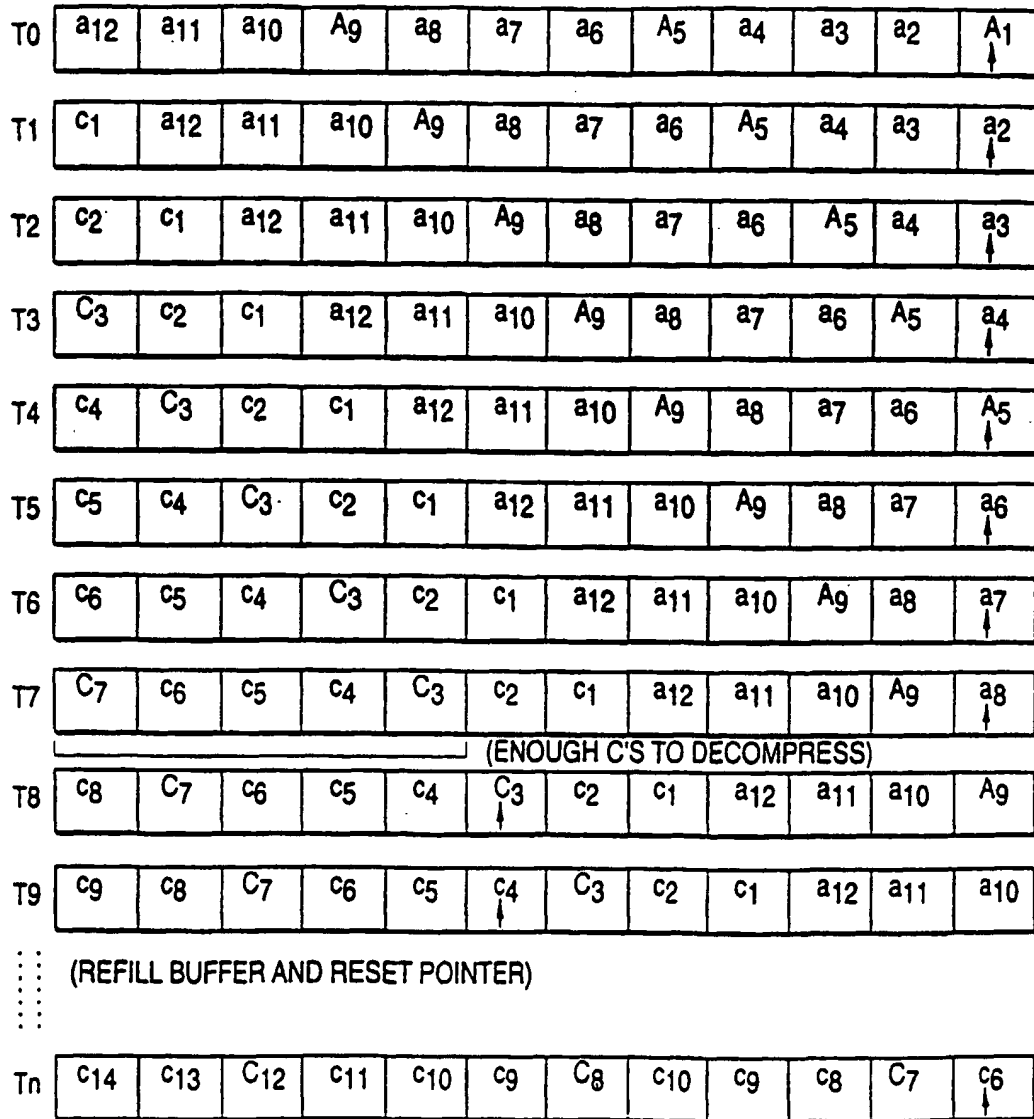 T0 a12 a11 a10 A9 a8 a7 a6 A5 a4 a3 a2 A1
T1 c1 a12 a11 a10 A9 a8 a7 a6 A5 a4 a3 a2
T2 c2 c1 a12 a11 a10 A9 a8 a7 a6 A5 a4 a3
T3 C3 c2 c1 a12 a11 a10 A9 a8 a7 a6 A5 a4
T4 c4 C3 c2 c1 a12 a11 a10 A9 a8 a7 a6 A5
T5 c5 c4 C3 c2 c1 a12 a11 a10 A9 a8 a7 a6
T6 c6 c5 c4 C3 c2 c1 a12 a11 a10 A9 a8 a7
T7 C7 c6 c5 c4 C3 c2 c1 a12 a11 a10 A9 a8
(ENOUGH C'S TO DECOMPRESS)
T8 c8 C7 c6 c5 c4 C3 c2 c1 a12 a11 a10 A9
T9 c9 c8 C7 c6 c5 c4 C3 c2 c1 a12 a11 a10
(REFILL BUFFER AND RESET POINTER)
Tn c14 c13 C12 c11 c10 c9 C8 c10 c9 c8 C7 c6